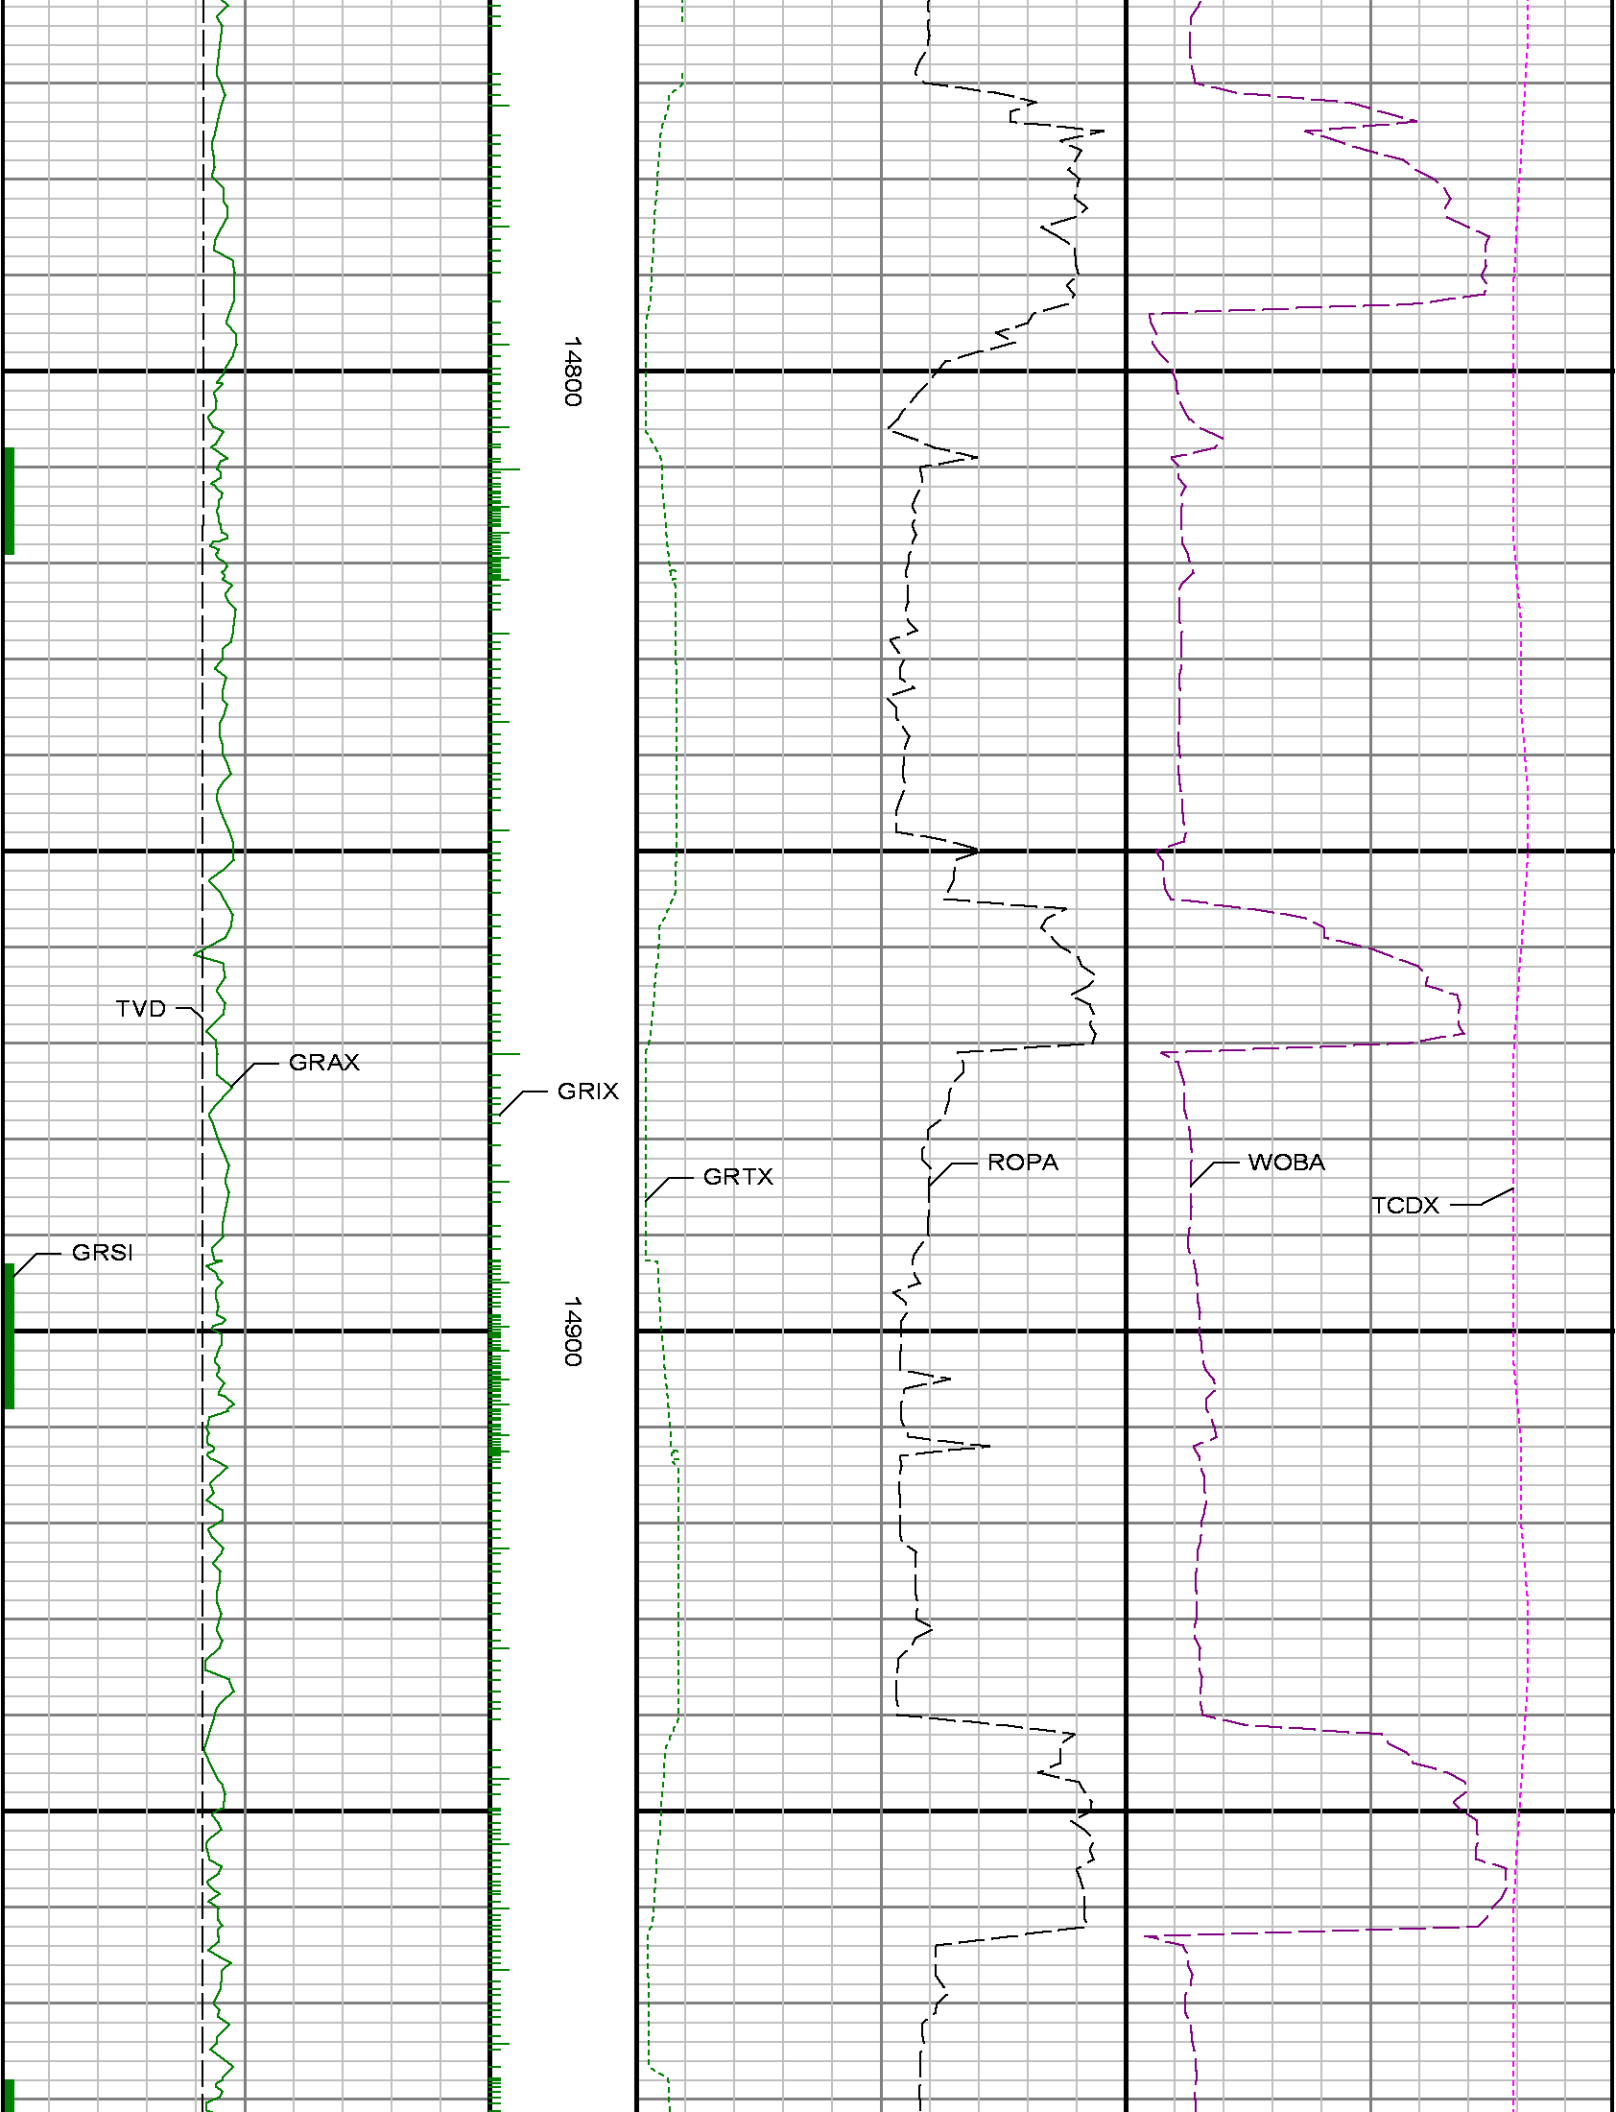 14800
TVD
GRAX
GRIX
ROPA
WOBA
GRTX
TCDX
GRSI
14900